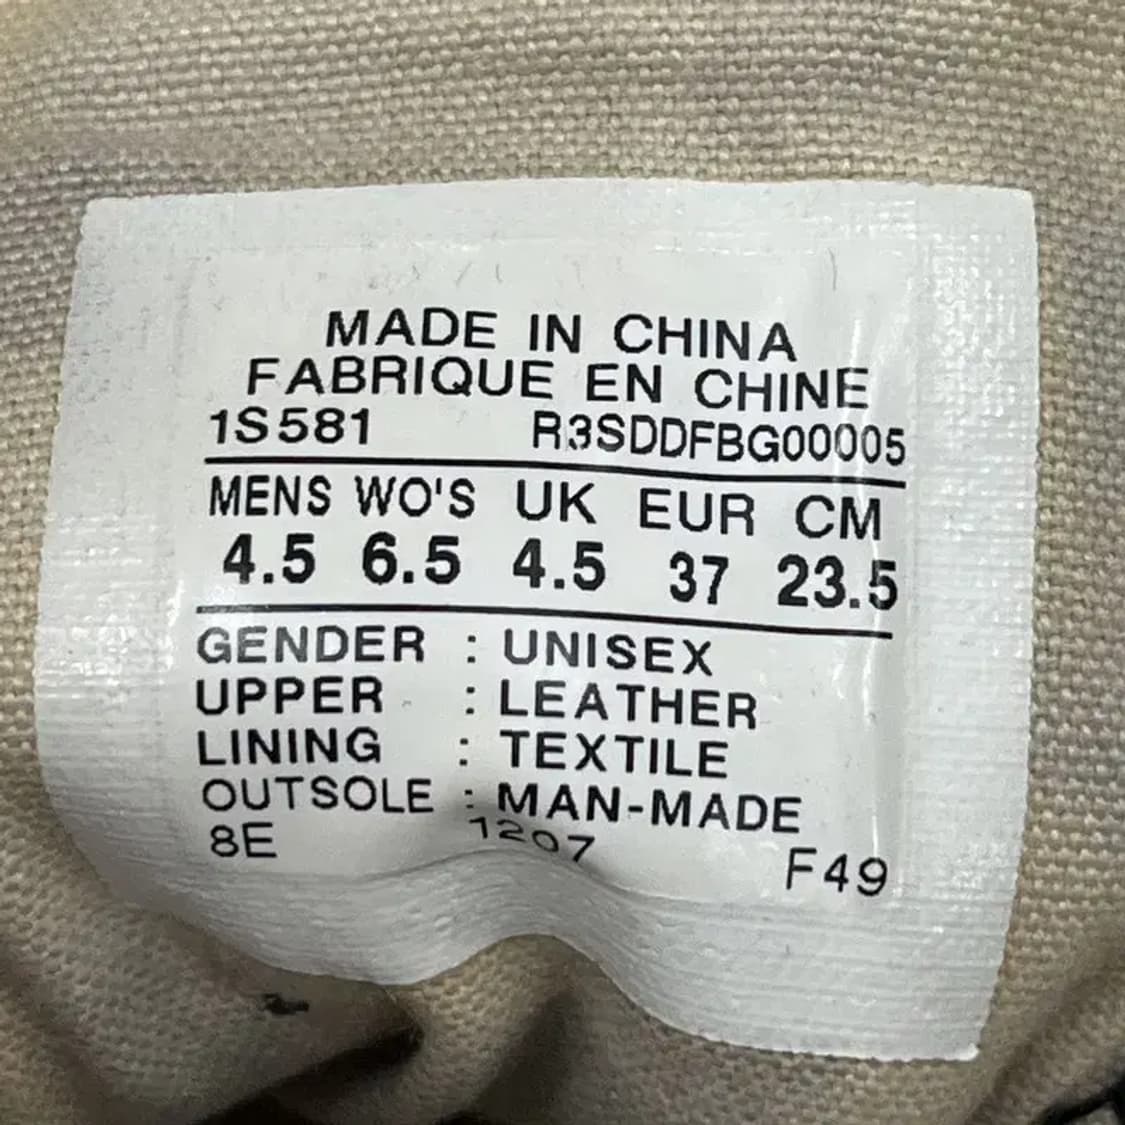 MADE IN CHINA
FABRIQUE EN CHINE
1S581 R3SDDFBG00005
MENS WO'S UK EUR CM
4.5 6.5 4.5 37 23.5
GENDER : UNISEX
UPPER : LEATHER
LINING : TEXTILE
OUTSOLE : MAN-MADE
8E 1207 F49